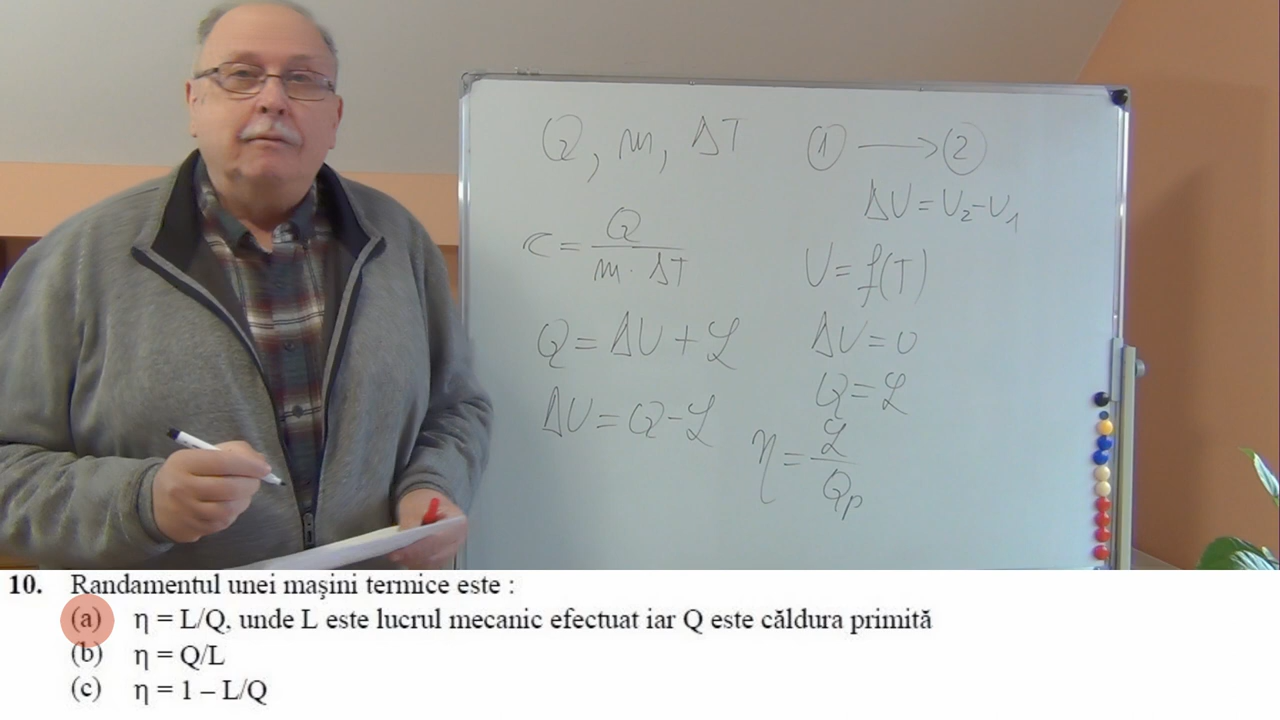 Q, m, ΔT
c = Q / m · ΔT
Q = ΔU + L
ΔU = Q - L
① → ②
ΔU = U₂ - U₁
U = f(T)
ΔU = 0
Q = L
η = L / Qₚ
10. Randamentul unei maşini termice este :
(a) η = L/Q, unde L este lucrul mecanic efectuat iar Q este căldura primită
(b) η = Q/L
(c) η = 1 – L/Q